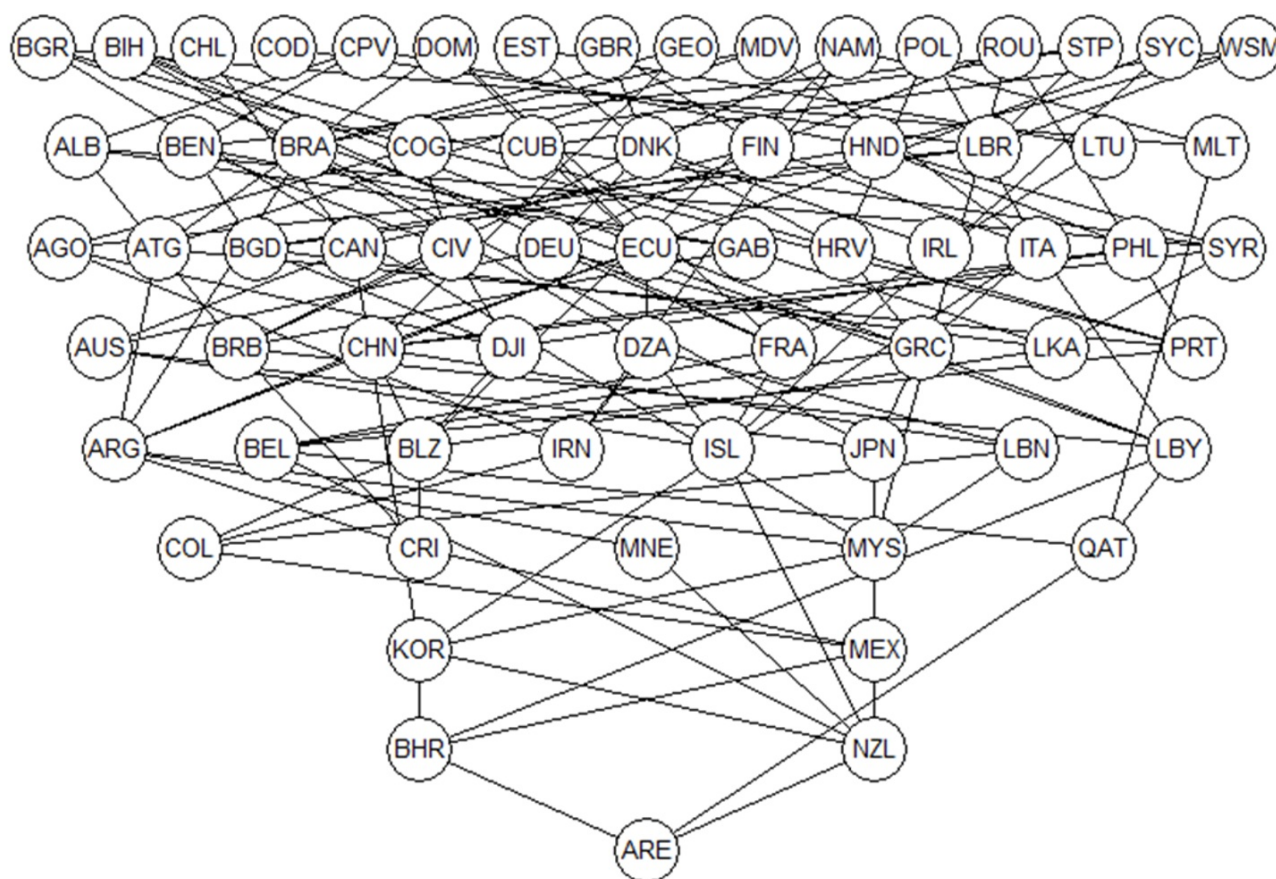 BGR BIH CHL COD CPV DOM EST GBR GEO MDV NAM POL ROU STP SYC WSM
ALB BEN BRA COG CUB DNK FIN HND LBR LTU MLT
AGO ATG BGD CAN CIV DEU ECU GAB HRV IRL ITA PHL SYR
AUS BRB CHN DJI DZA FRA GRC LKA PRT
ARG BEL BLZ IRN ISL JPN LBN LBY
COL CRI MNE MYS QAT
KOR MEX
BHR NZL
ARE